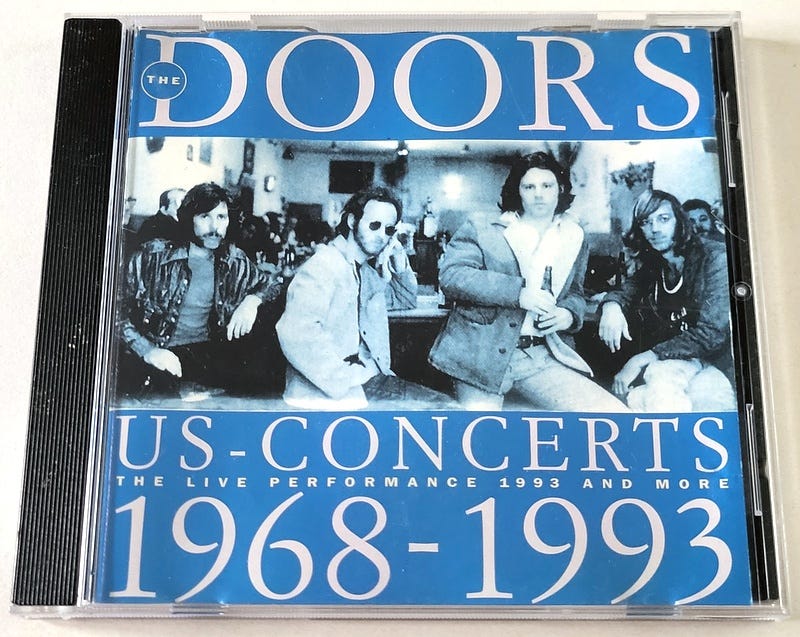 THE DOORS
US-CONCERTS
THE LIVE PERFORMANCE 1993 AND MORE
1968-1993